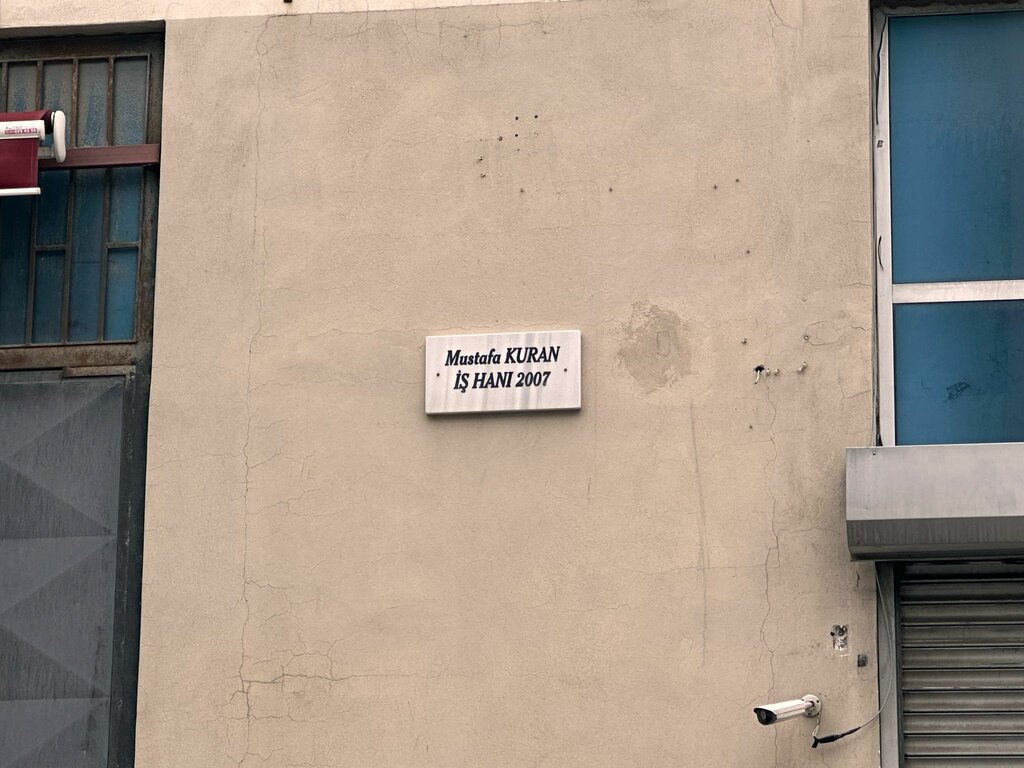 Mustafa KURAN
İŞ HANI 2007